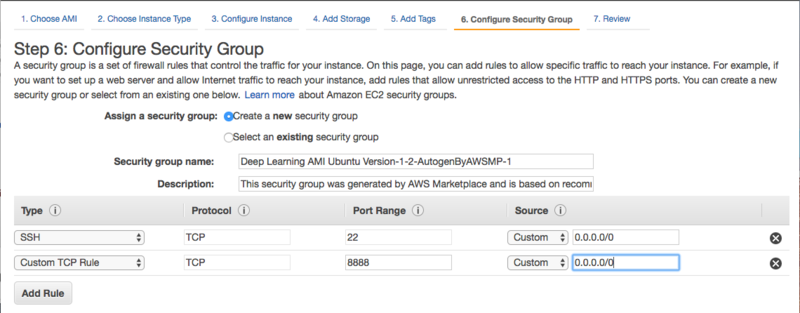 1. Choose AMI 2. Choose Instance Type 3. Configure Instance 4. Add Storage 5. Add Tags 6. Configure Security Group 7. Review
Step 6: Configure Security Group
A security group is a set of firewall rules that control the traffic for your instance. On this page, you can add rules to allow specific traffic to reach your instance. For example, if
you want to set up a web server and allow Internet traffic to reach your instance, add rules that allow unrestricted access to the HTTP and HTTPS ports. You can create a new
security group or select from an existing one below. Learn more about Amazon EC2 security groups.
Assign a security group: Create a new security group
Select an existing security group
Security group name: Deep Learning AMI Ubuntu Version-1-2-AutogenByAWSMP-1
Description: This security group was generated by AWS Marketplace and is based on recomm
Type i Protocol i Port Range i Source i
SSH TCP 22 Custom 0.0.0.0/0
Custom TCP Rule TCP 8888 Custom 0.0.0.0/0
Add Rule